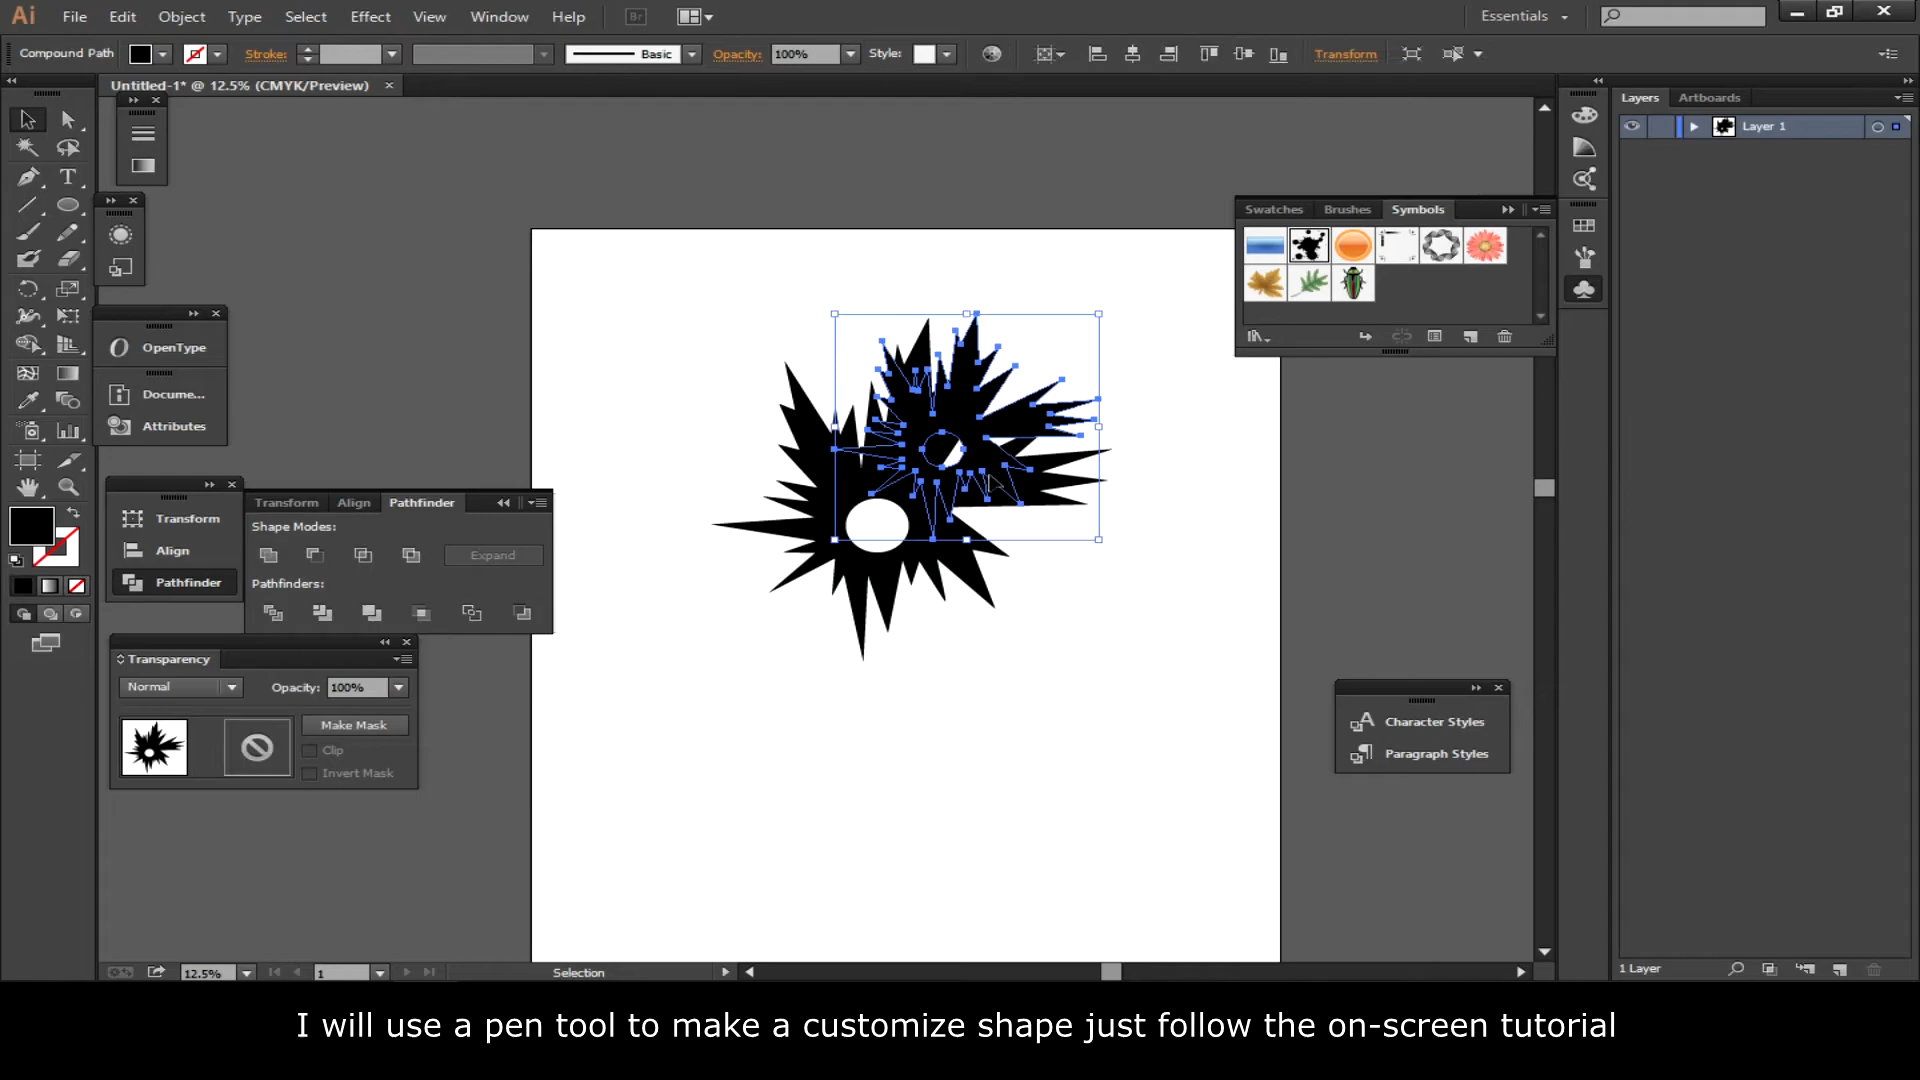 Ai File Edit Object Type Select Effect View Window Help Br Essentials
Compound Path Stroke: Basic Opacity: 100% Style: Transform
Untitled-1* @ 12.5% (CMYK/Preview)
Layers Artboards
Layer 1
Swatches Brushes Symbols
OpenType
Docume...
Attributes
Transform
Align
Pathfinder
Transform Align Pathfinder
Shape Modes:
Expand
Pathfinders:
Transparency
Normal Opacity: 100%
Make Mask
Clip
Invert Mask
Character Styles
Paragraph Styles
12.5% 1 Selection
1 Layer
I will use a pen tool to make a customize shape just follow the on-screen tutorial